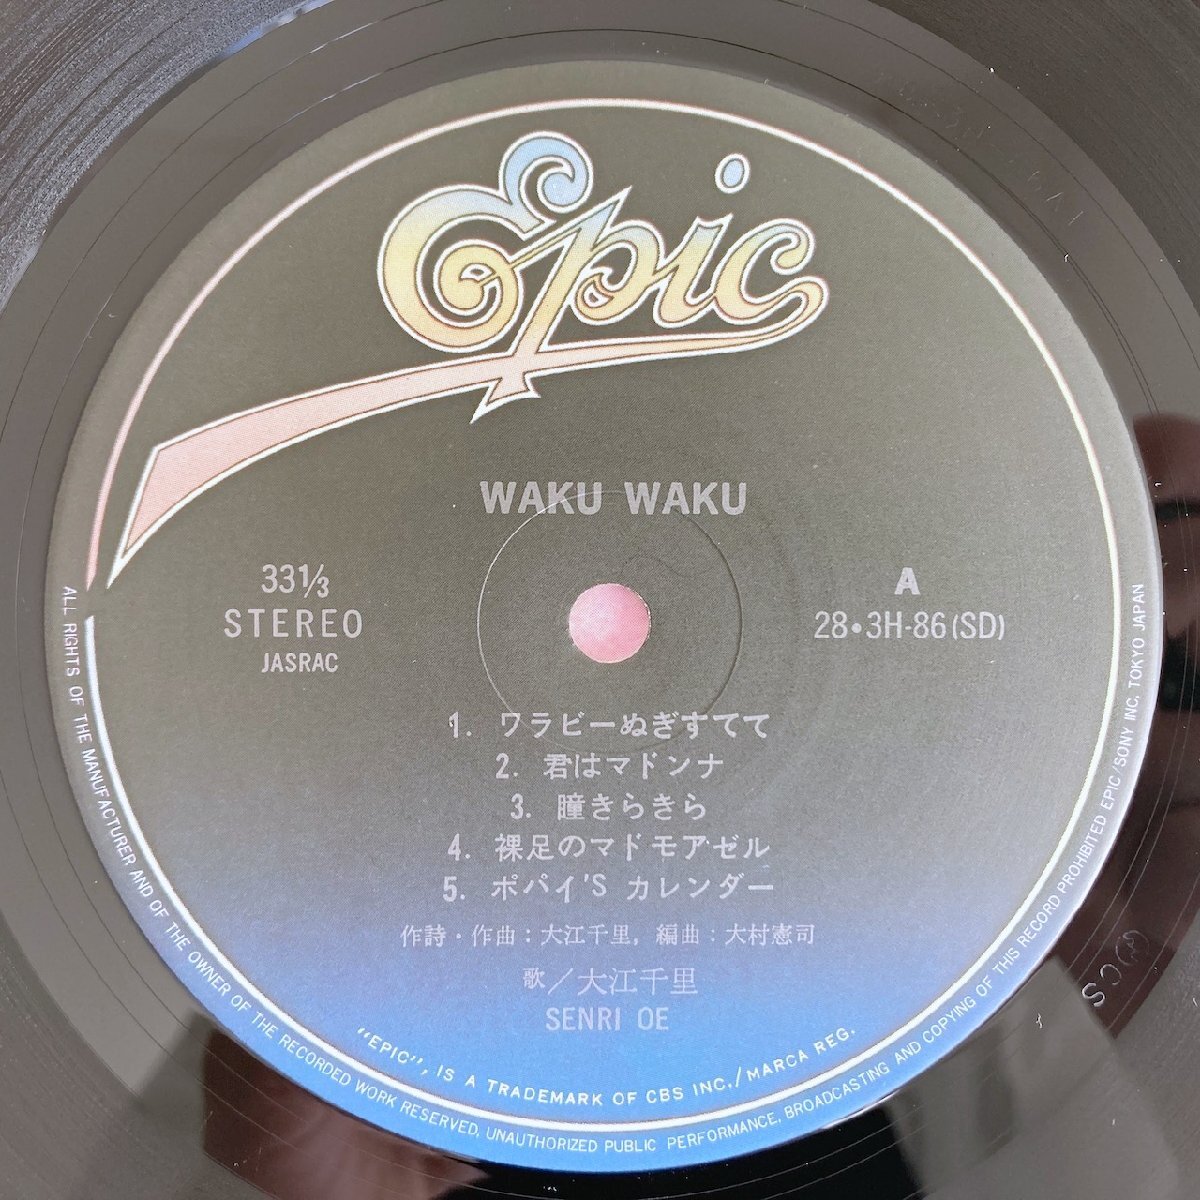 Epic
WAKU WAKU
33⅓
STEREO
JASRAC
A
28・3H-86(SD)
1. ワラビーぬぎすてて
2. 君はマドンナ
3. 瞳きらきら
4. 裸足のマドモアゼル
5. ポパイ'S カレンダー
作詩・作曲：大江千里, 編曲：大村憲司
歌／大江千里
SENRI OE
"EPIC", IS A TRADEMARK OF CBS INC./MARCA REG.
ALL RIGHTS OF THE MANUFACTURER AND OF THE OWNER OF THE RECORDED WORK RESERVED, UNAUTHORIZED PUBLIC PERFORMANCE, BROADCASTING AND COPYING OF THIS RECORD PROHIBITED EPIC/SONY INC. TOKYO JAPAN